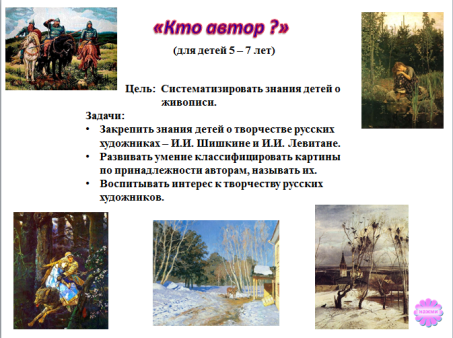 «Кто автор ?»
(для детей 5 – 7 лет)
Цель: Систематизировать знания детей о
живописи.
Задачи:
• Закрепить знания детей о творчестве русских
художниках – И.И. Шишкине и И.И. Левитане.
• Развивать умение классифицировать картины
по принадлежности авторам, называть их.
• Воспитывать интерес к творчеству русских
художников.